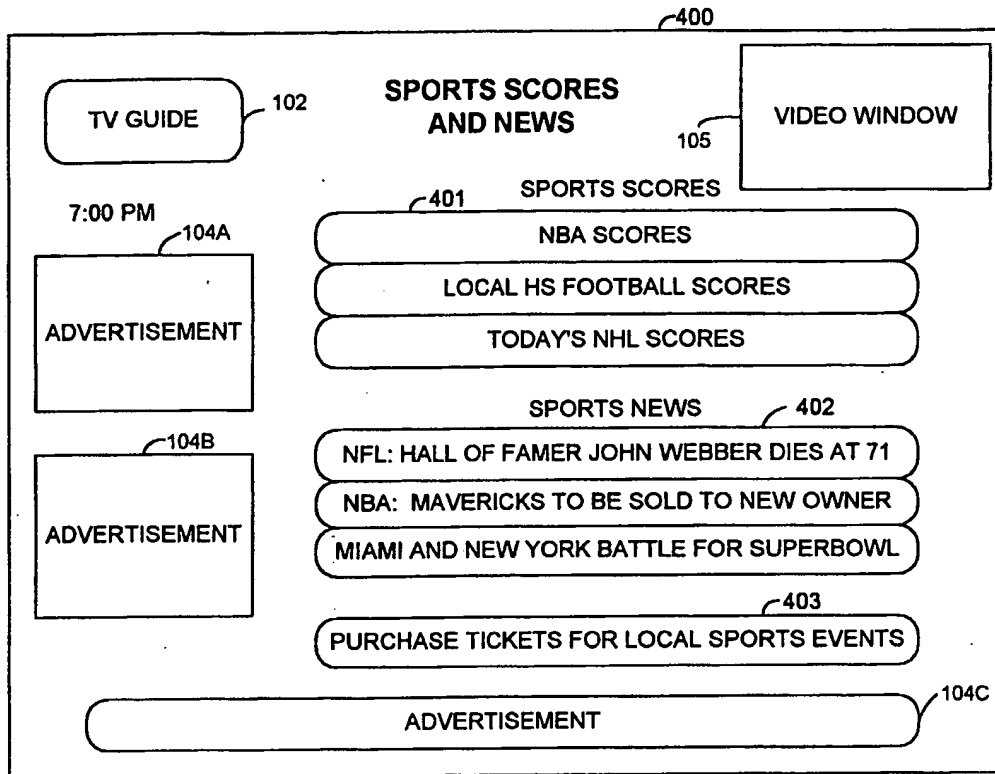 400
TV GUIDE
102
SPORTS SCORES
AND NEWS
105
VIDEO WINDOW
7:00 PM
SPORTS SCORES
401
NBA SCORES
LOCAL HS FOOTBALL SCORES
TODAY'S NHL SCORES
104A
ADVERTISEMENT
SPORTS NEWS
402
NFL: HALL OF FAMER JOHN WEBBER DIES AT 71
NBA: MAVERICKS TO BE SOLD TO NEW OWNER
MIAMI AND NEW YORK BATTLE FOR SUPERBOWL
104B
ADVERTISEMENT
403
PURCHASE TICKETS FOR LOCAL SPORTS EVENTS
104C
ADVERTISEMENT